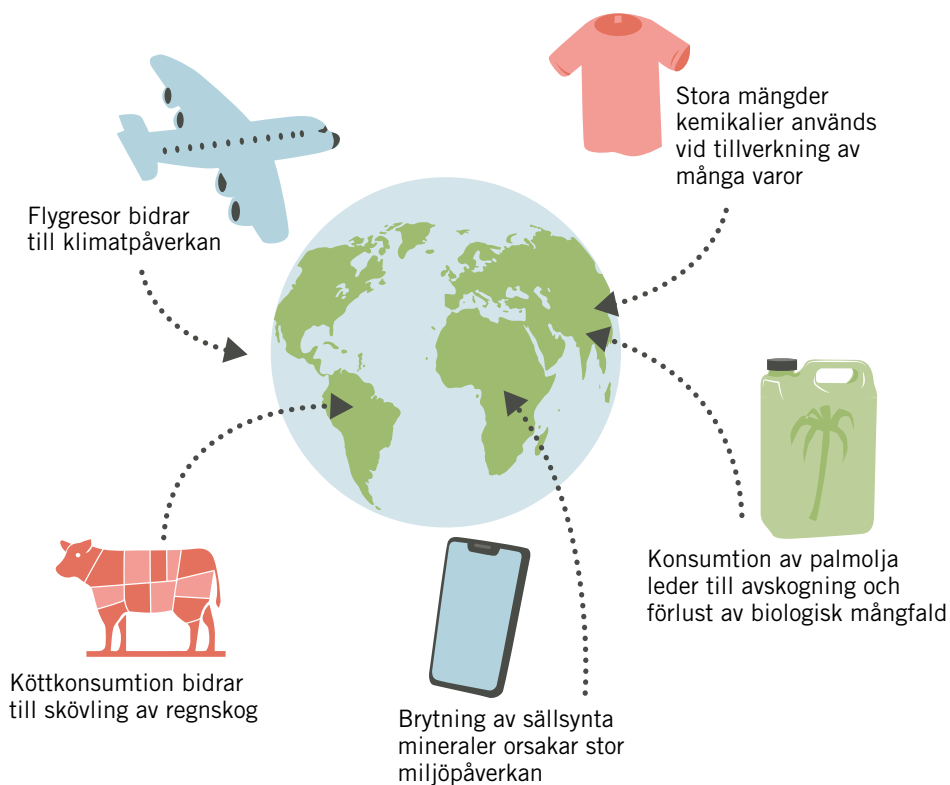 Stora mängder
kemikalier används
vid tillverkning av
många varor
Flygresor bidrar
till klimatpåverkan
Konsumtion av palmolja
leder till avskogning och
förlust av biologisk mångfald
Köttkonsumtion bidrar
till skövling av regnskog
Brytning av sällsynta
mineraler orsakar stor
miljöpåverkan